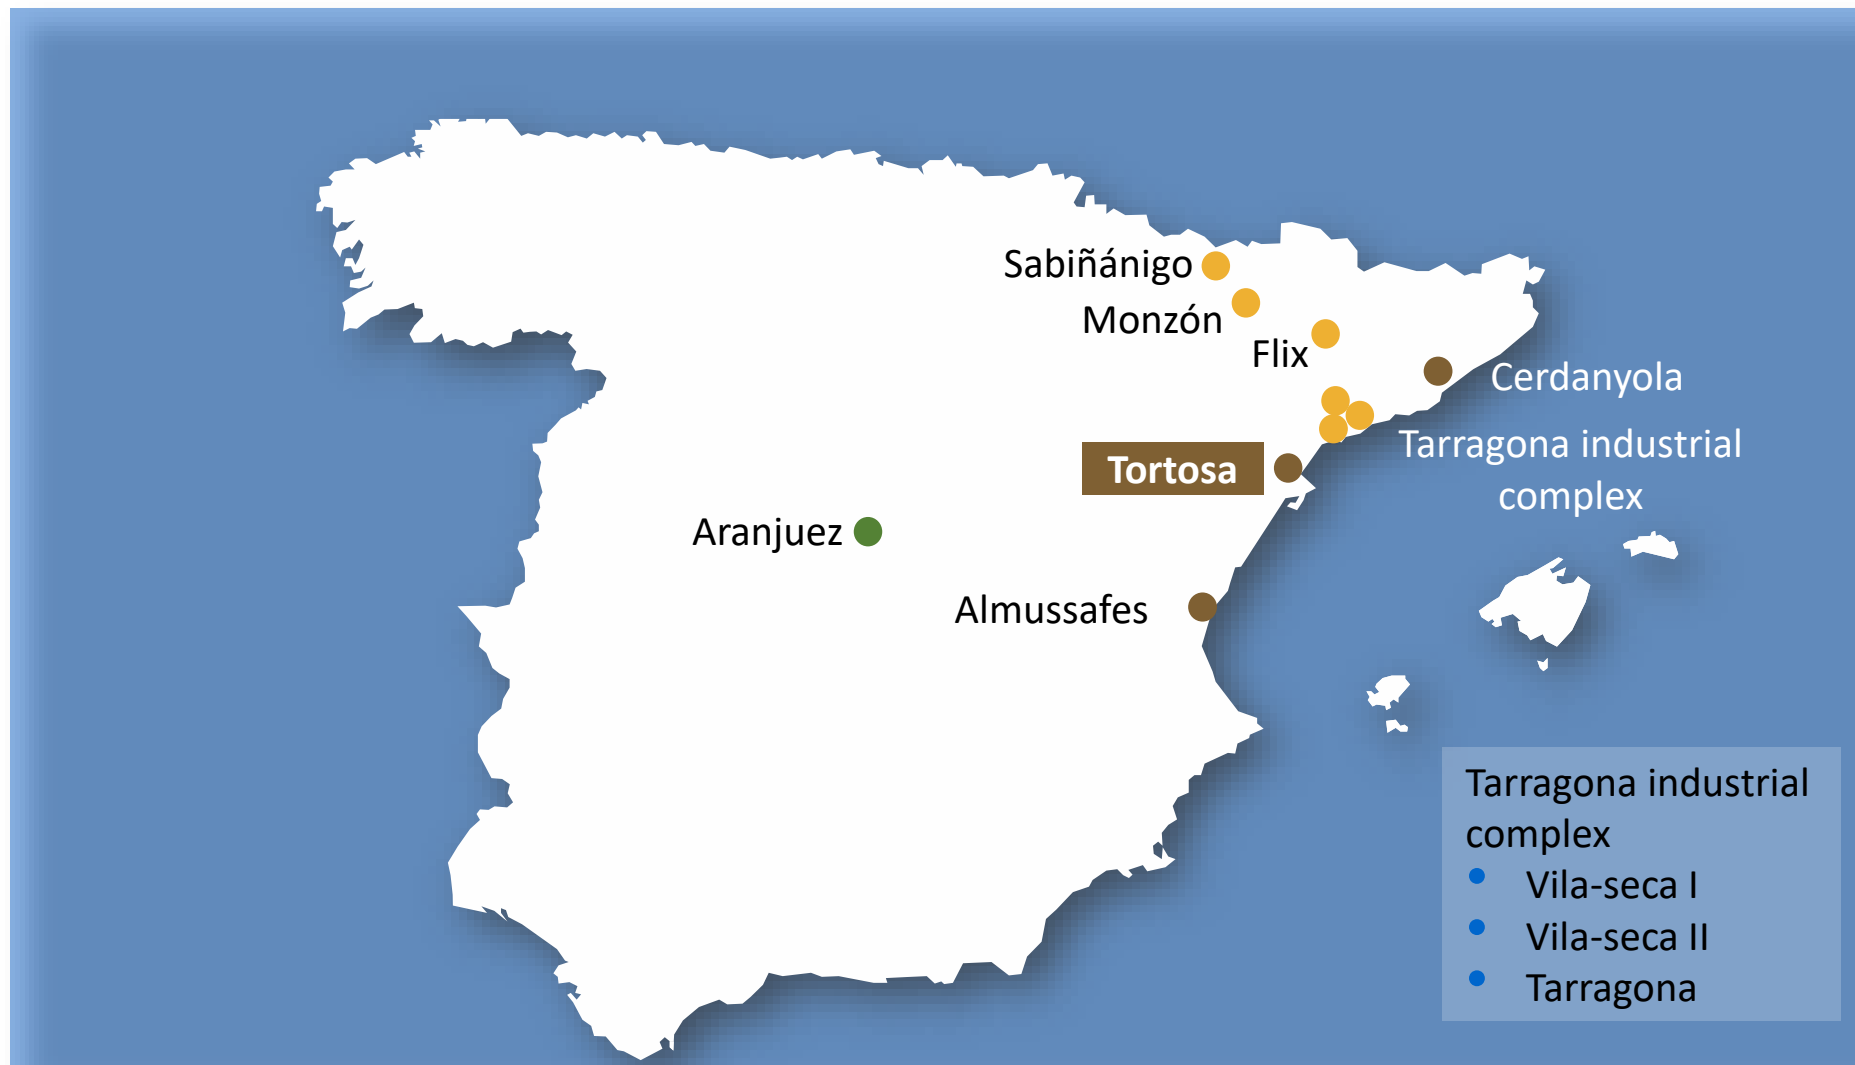 Sabiñánigo
Monzón
Flix
Cerdanyola
Tarragona industrial
complex
Tortosa
Aranjuez
Almussafes
Tarragona industrial
complex
• Vila-seca I
• Vila-seca II
• Tarragona